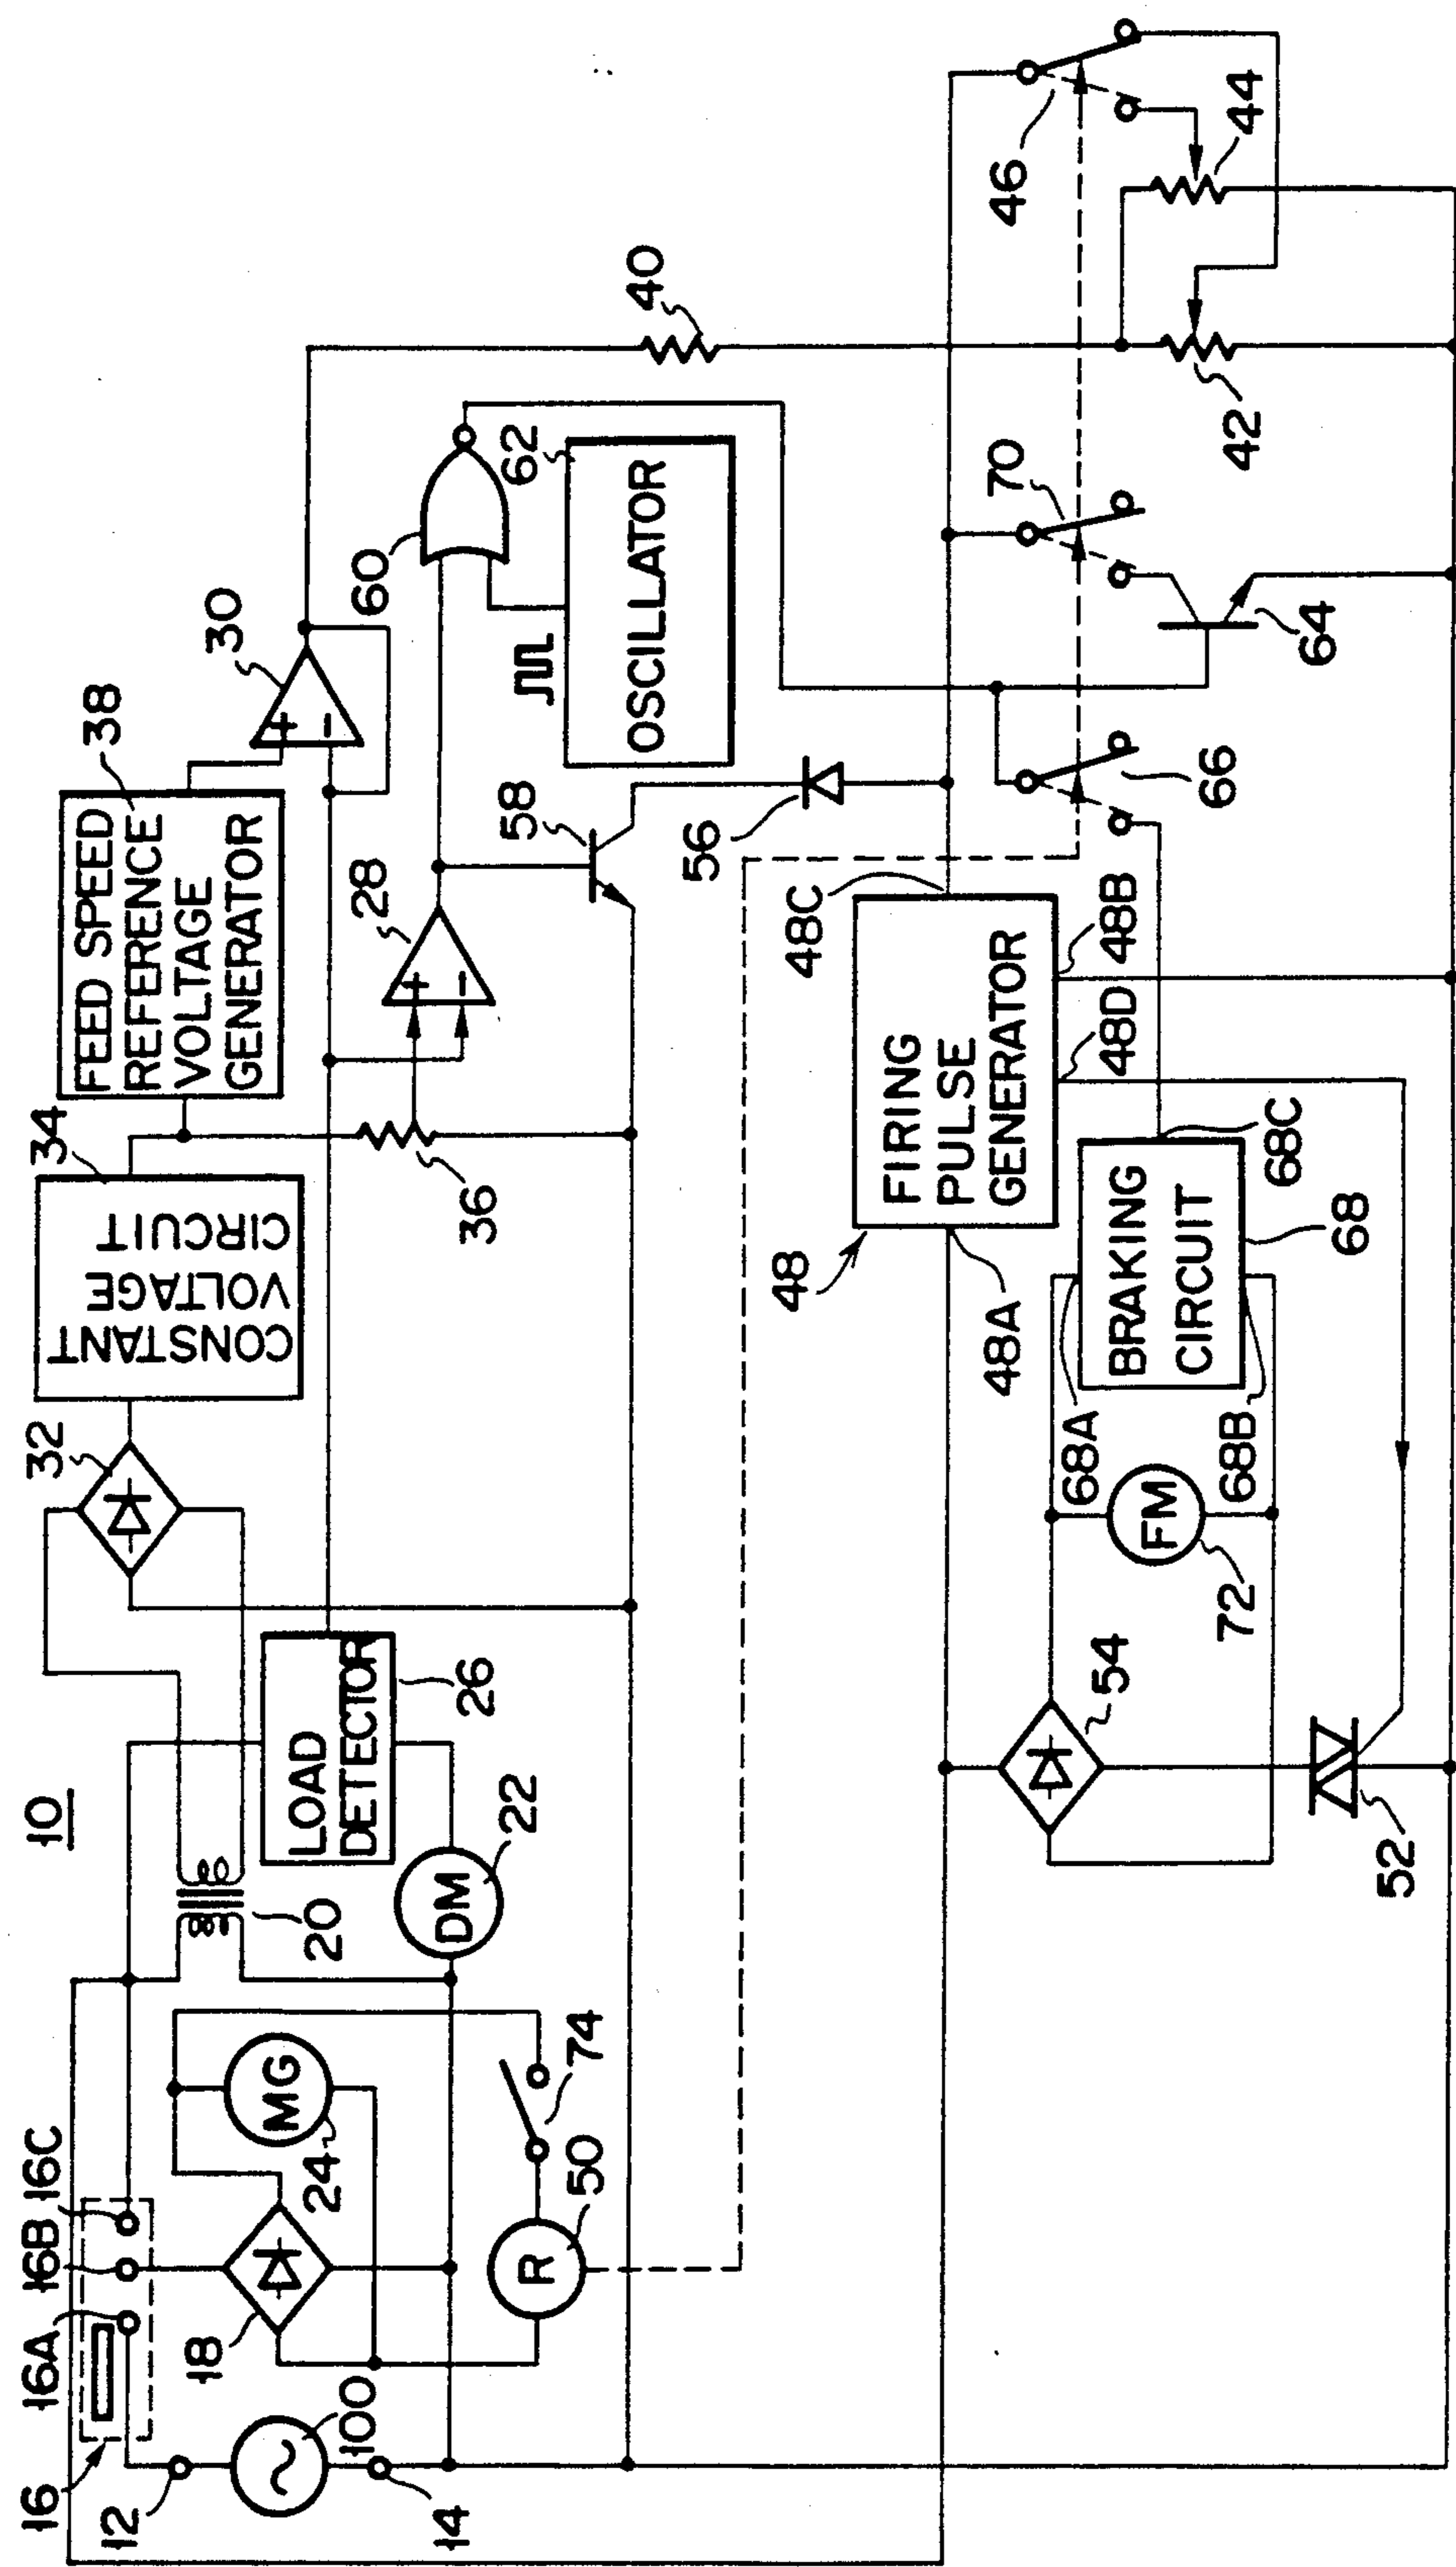 10
16
16A
16B
16C
12
14
100
18
MG
24
R
50
74
20
DM
22
LOAD
DETECTOR
26
32
CONSTANT
VOLTAGE
CIRCUIT
34
36
FEED SPEED
REFERENCE
VOLTAGE
GENERATOR
38
+
−
30
+
−
28
58
56
60
62
OSCILLATOR
40
46
44
42
70
64
66
48
FIRING
PULSE
GENERATOR
48A
48B
48C
48D
BRAKING
CIRCUIT
68
68A
68B
68C
FM
72
54
52